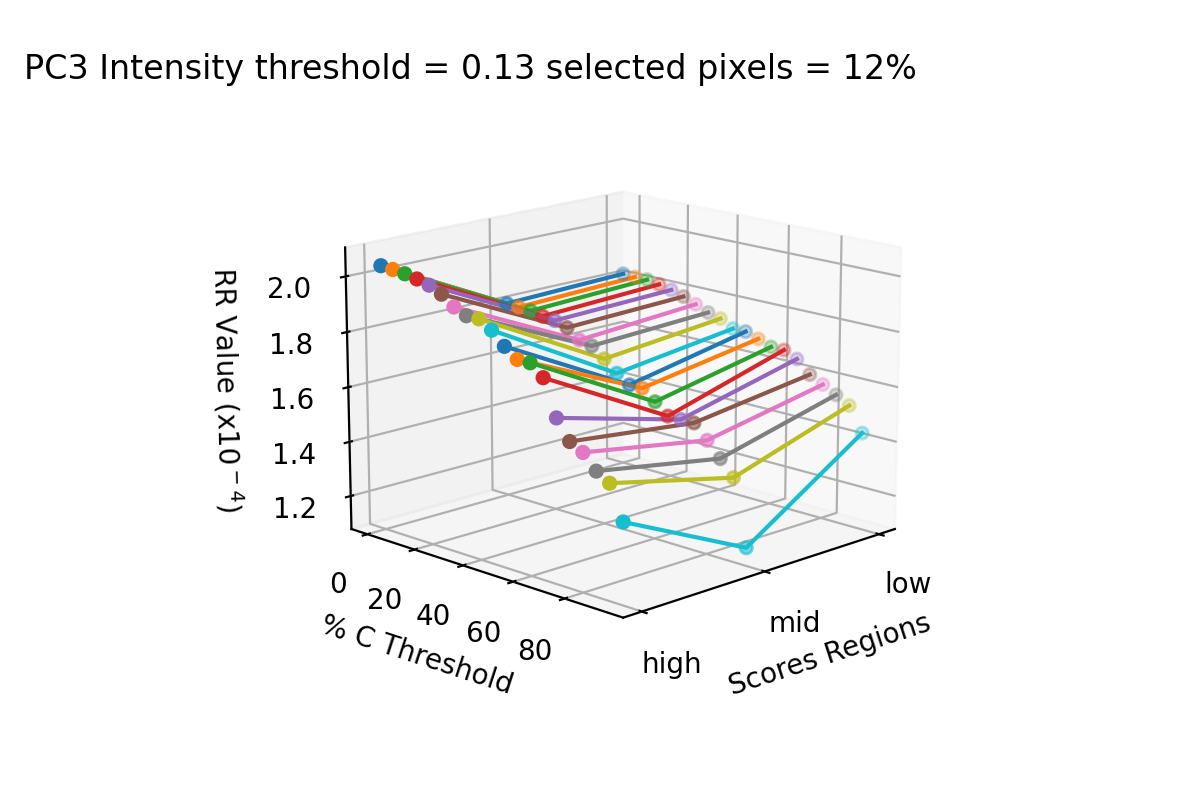 PC3 Intensity threshold = 0.13 selected pixels = 12%
RR Value (x10⁻⁴)
2.0
1.8
1.6
1.4
1.2
0
20
40
60
80
% C Threshold
high
mid
low
Scores Regions